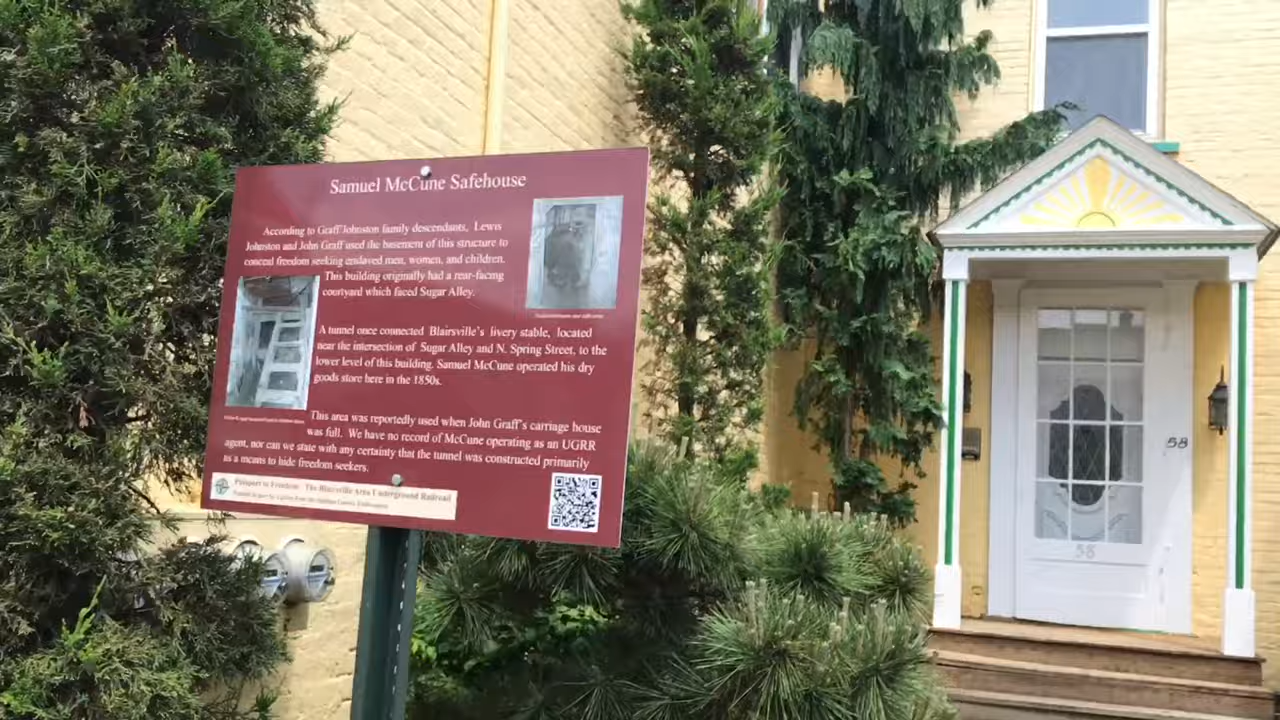 Samuel McCune Safehouse
According to Graff/Johnston family descendants, Lewis
Johnston and John Graff used the basement of this structure to
conceal freedom seeking enslaved men, women, and children.
This building originally had a rear-facing
courtyard which faced Sugar Alley.
A tunnel once connected Blairsville's livery stable, located
near the intersection of Sugar Alley and N. Spring Street, to the
lower level of this building. Samuel McCune operated his dry
goods store here in the 1850s.
This area was reportedly used when John Graff's carriage house
was full. We have no record of McCune operating as an UGRR
agent, nor can we state with any certainty that the tunnel was constructed primarily
as a means to hide freedom seekers.
Passport to Freedom - The Blairsville Area Underground Railroad
58
58